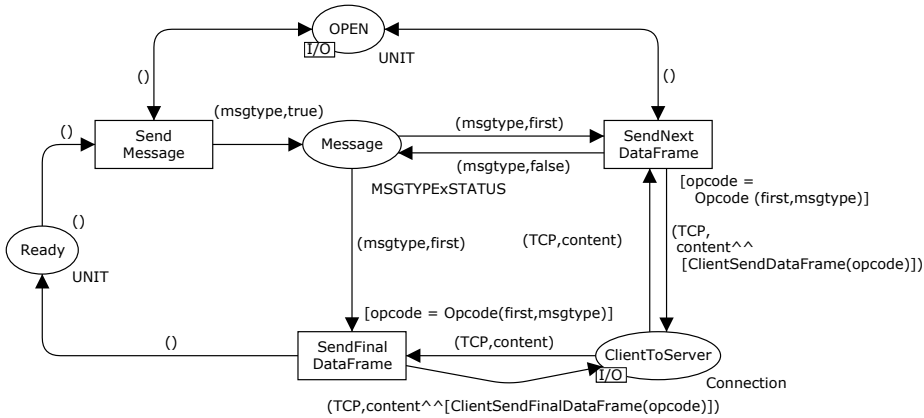 OPEN
I/O
UNIT
()
()
(msgtype,true)
()
Send
Message
Message
(msgtype,first)
(msgtype,false)
SendNext
DataFrame
MSGTYPExSTATUS
[opcode =
Opcode (first,msgtype)]
()
Ready
UNIT
(msgtype,first)
(TCP,content)
(TCP,
content^^
[ClientSendDataFrame(opcode)])
[opcode = Opcode(first,msgtype)]
()
SendFinal
DataFrame
(TCP,content)
ClientToServer
I/O
Connection
(TCP,content^^[ClientSendFinalDataFrame(opcode)])